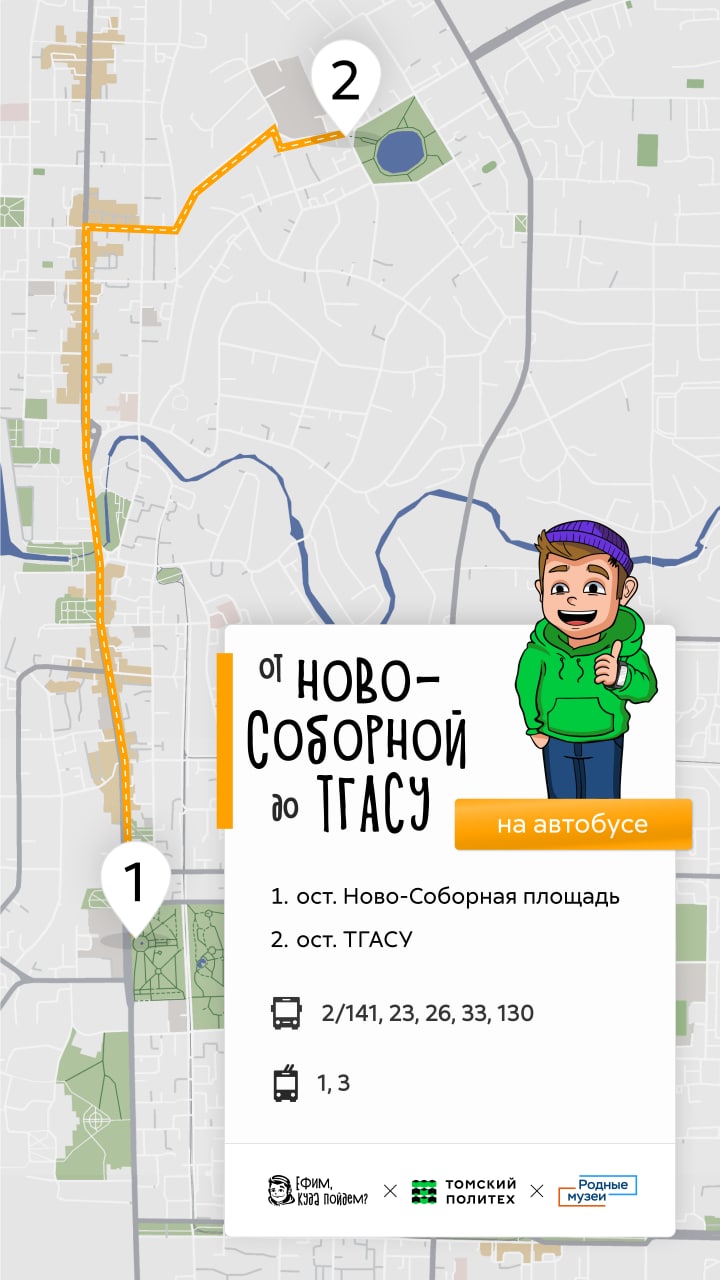 2
от НОВО-
СОБОРНОЙ
до ТГАСУ
на автобусе
1
1. ост. Ново-Соборная площадь
2. ост. ТГАСУ
2/141, 23, 26, 33, 130
1, 3
ЕФИМ,
КУДА ПОЙДЕМ?
ТОМСКИЙ
ПОЛИТЕХ
Родные
музеи